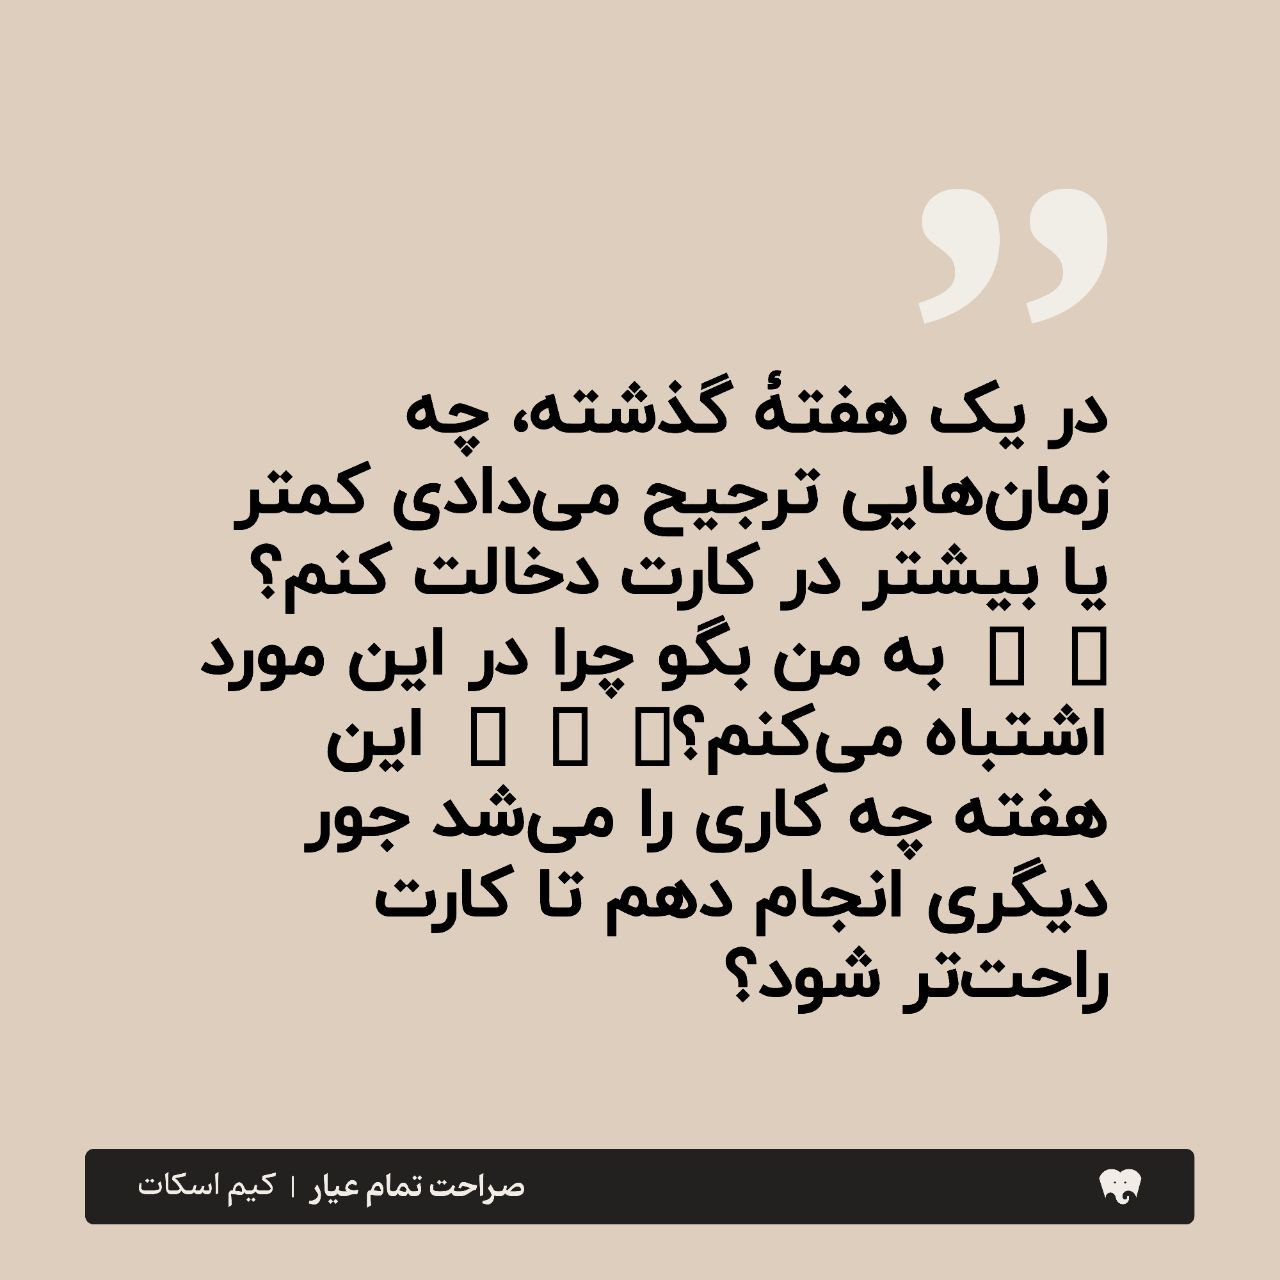 در یک هفتهٔ گذشته، چه
زمان‌هایی ترجیح می‌دادی کمتر
یا بیشتر در کارت دخالت کنم؟
به من بگو چرا در این مورد
اشتباه می‌کنم؟ این
هفته چه کاری را می‌شد جور
دیگری انجام دهم تا کارت
راحت‌تر شود؟
صراحت تمام عیار | کیم اسکات